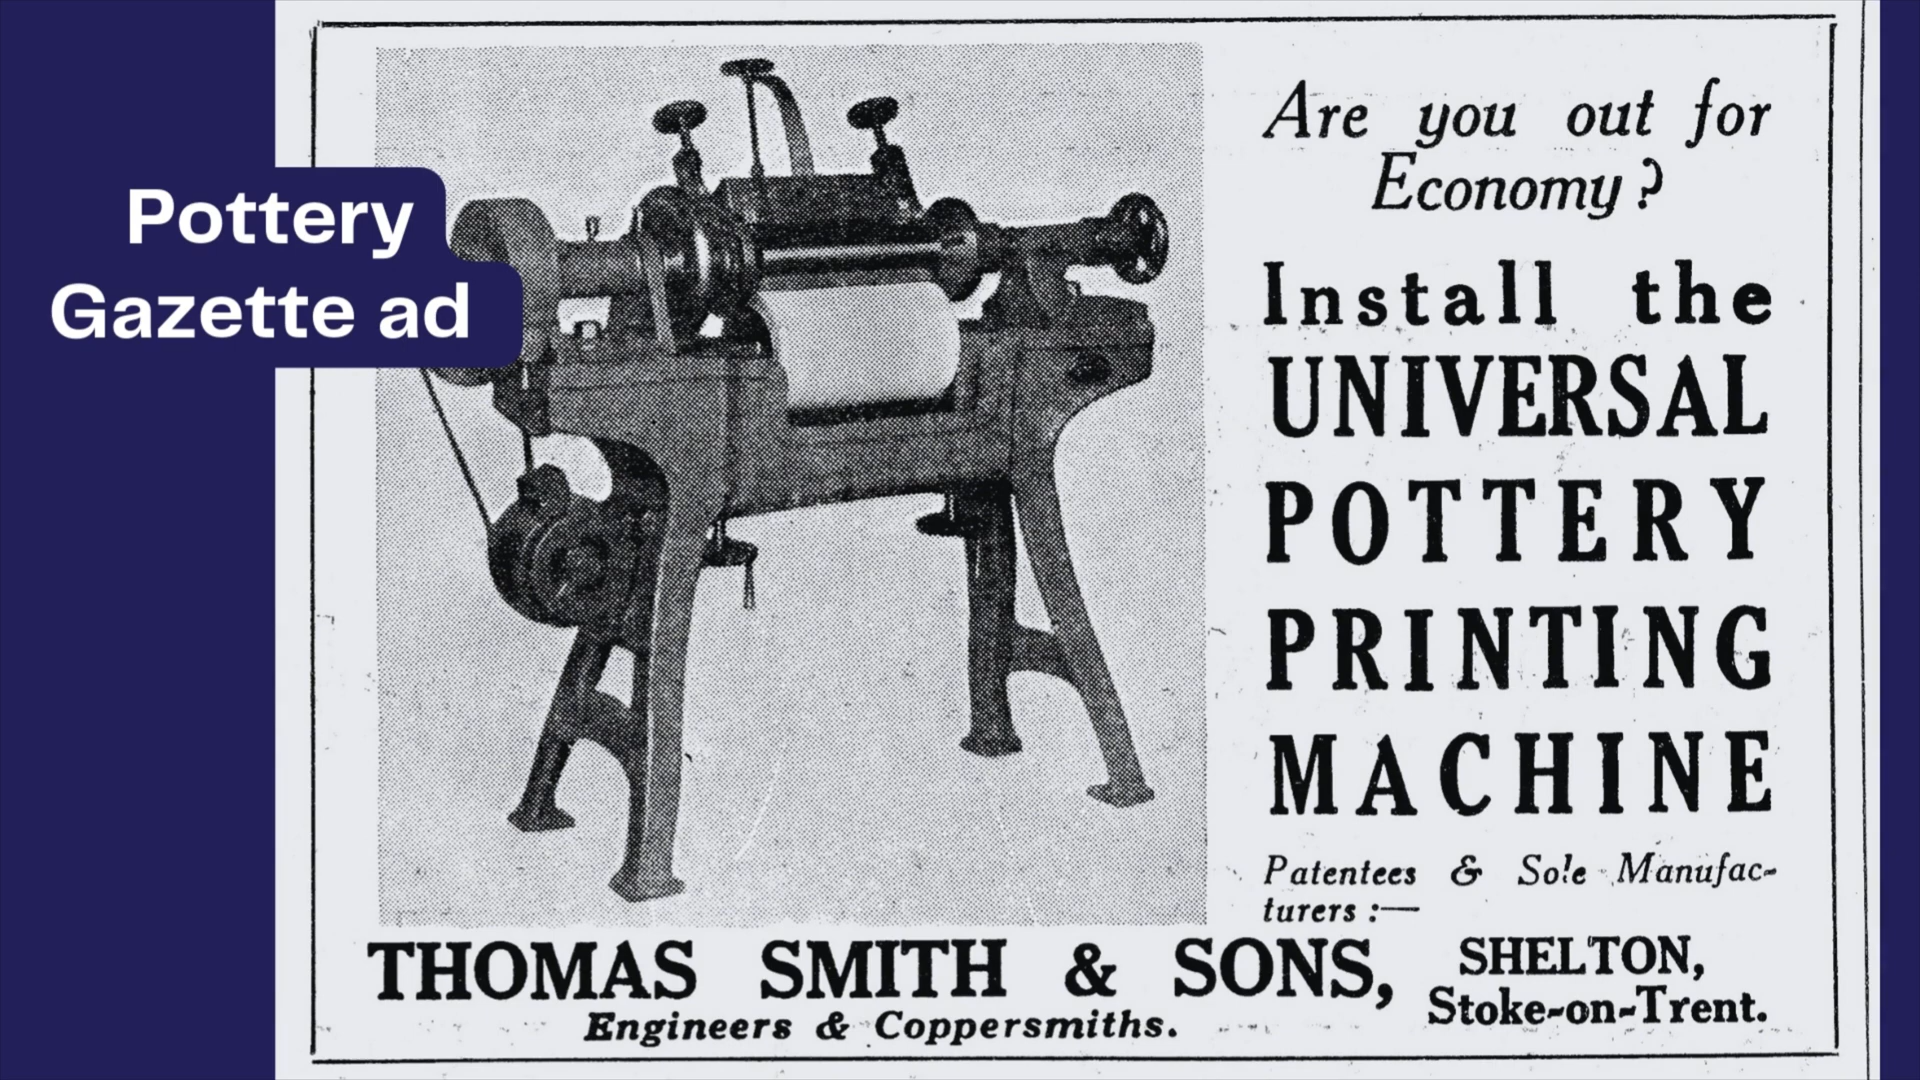 Pottery
Gazette ad
Are you out for
Economy?
Install the
UNIVERSAL
POTTERY
PRINTING
MACHINE
Patentees & Sole Manufac-
turers :—
THOMAS SMITH & SONS,
Engineers & Coppersmiths.
SHELTON,
Stoke-on-Trent.